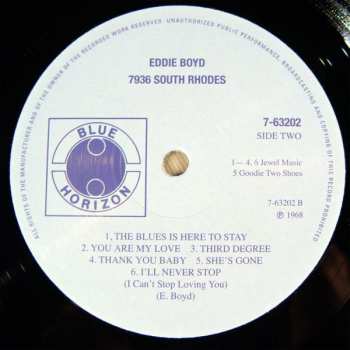 ALL RIGHTS OF THE MANUFACTURER AND OF THE OWNER OF THE RECORDED WORK RESERVED. UNAUTHORISED PUBLIC PERFORMANCE, BROADCASTING AND COPYING OF THIS RECORD PROHIBITED
EDDIE BOYD
7936 SOUTH RHODES
7-63202
SIDE TWO
1— 4, 6 Jewel Music
5 Goodie Two Shoes
BLUE
HORIZON
7-63202 B
℗ 1968
1, THE BLUES IS HERE TO STAY
2. YOU ARE MY LOVE 3. THIRD DEGREE
4. THANK YOU BABY 5. SHE'S GONE
6. I'LL NEVER STOP
(I Can't Stop Loving You)
(E. Boyd)